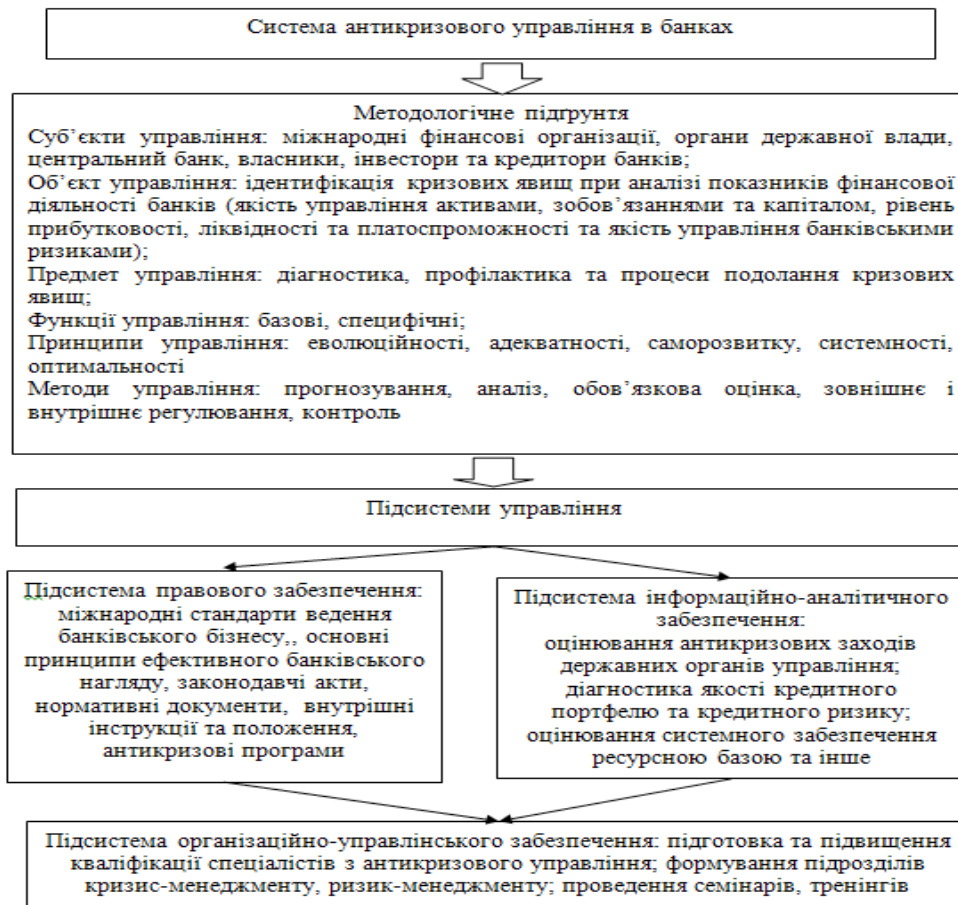 Система антикризового управління в банках
Методологічне підґрунтя
Суб’єкти управління: міжнародні фінансові організації, органи державної влади,
центральний банк, власники, інвестори та кредитори банків;
Об’єкт управління: ідентифікація кризових явищ при аналізі показників фінансової
діяльності банків (якість управління активами, зобов’язаннями та капіталом, рівень
прибутковості, ліквідності та платоспроможності та якість управління банківськими
ризиками);
Предмет управління: діагностика, профілактика та процеси подолання кризових
явищ;
Функції управління: базові, специфічні;
Принципи управління: еволюційності, адекватності, саморозвитку, системності,
оптимальності
Методи управління: прогнозування, аналіз, обов’язкова оцінка, зовнішнє і
внутрішнє регулювання, контроль
Підсистеми управління
Підсистема правового забезпечення:
міжнародні стандарти ведення
банківського бізнесу,, основні
принципи ефективного банківського
нагляду, законодавчі акти,
нормативні документи, внутрішні
інструкції та положення,
антикризові програми
Підсистема інформаційно-аналітичного
забезпечення:
оцінювання антикризових заходів
державних органів управління;
діагностика якості кредитного
портфелю та кредитного ризику;
оцінювання системного забезпечення
ресурсною базою та інше
Підсистема організаційно-управлінського забезпечення: підготовка та підвищення
кваліфікації спеціалістів з антикризового управління; формування підрозділів
кризис-менеджменту, ризик-менеджменту; проведення семінарів, тренінгів